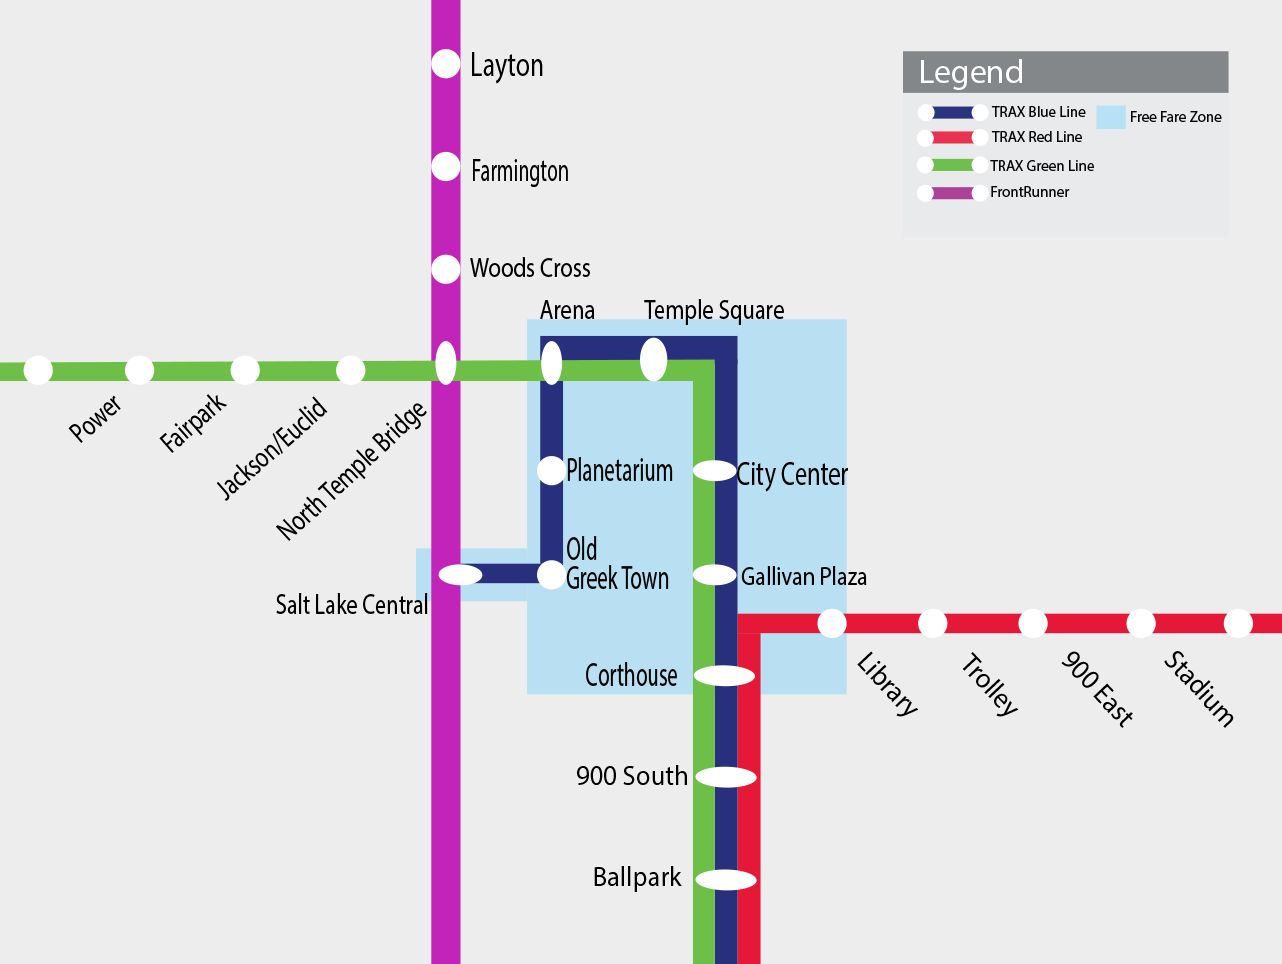 Layton
Legend
TRAX Blue Line
Free Fare Zone
TRAX Red Line
TRAX Green Line
FrontRunner
Farmington
Woods Cross
Arena
Temple Square
Power
Fairpark
Jackson/Euclid
North Temple Bridge
Planetarium
City Center
Old
Greek Town
Gallivan Plaza
Salt Lake Central
Corthouse
Library
Trolley
900 East
Stadium
900 South
Ballpark